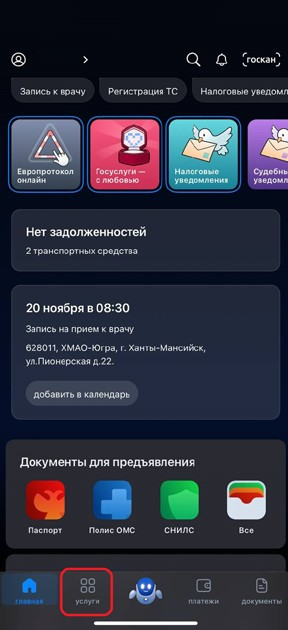 госкан
Запись к врачу
Регистрация ТС
Налоговые уведомл
Европротокол
онлайн
Госуслуги —
с любовью
Налоговые
уведомления
Судебны
уведомл
Нет задолженностей
2 транспортных средства
20 ноября в 08:30
Запись на прием к врачу
628011, ХМАО-Югра, г. Ханты-Мансийск,
ул.Пионерская д.22.
добавить в календарь
Документы для предъявления
Паспорт
Полис ОМС
СНИЛС
Все
главная
услуги
платежи
документы